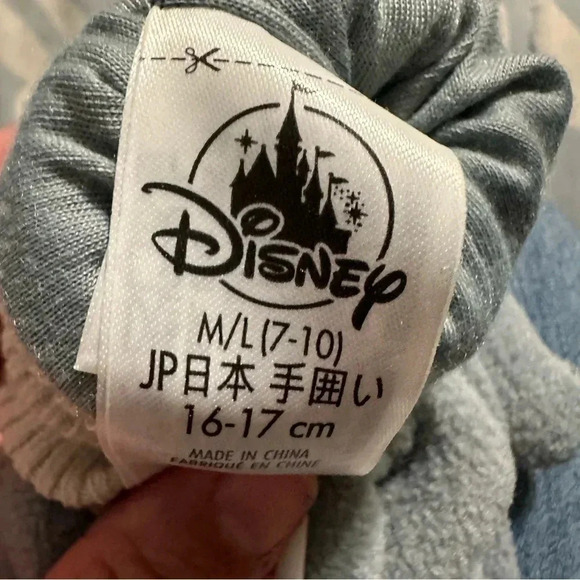 Disney
M/L (7-10)
JP日本 手囲い
16-17 cm
MADE IN CHINA
FABRIQUÉ EN CHINE